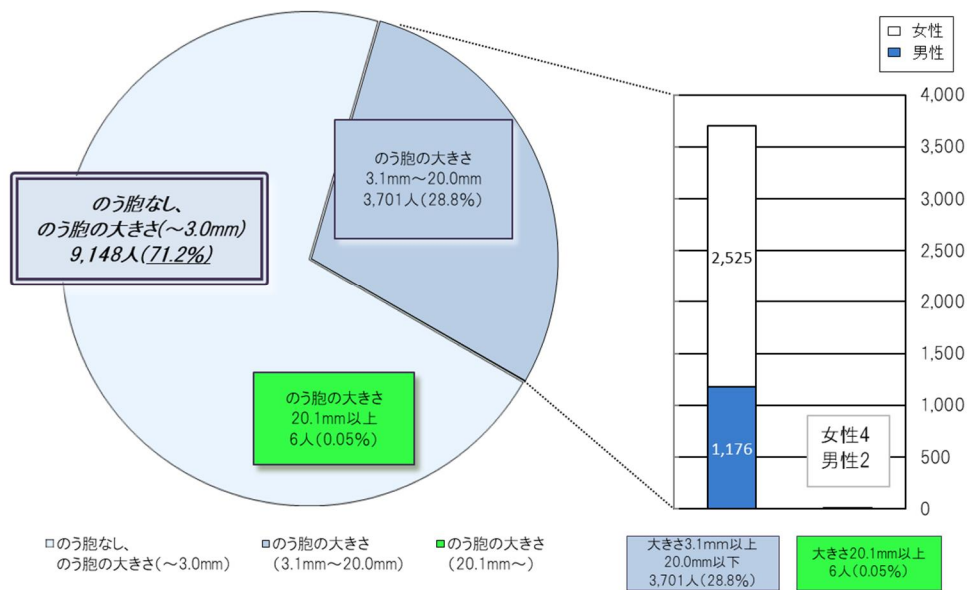 女性
男性
のう胞の大きさ
3.1mm～20.0mm
3,701人(28.8%)
のう胞なし、
のう胞の大きさ(～3.0mm)
9,148人(71.2%)
のう胞の大きさ
20.1mm以上
6人(0.05%)
4,000
3,500
3,000
2,500
2,000
1,500
1,000
500
0
2,525
1,176
女性4
男性2
のう胞なし、
のう胞の大きさ(～3.0mm)
のう胞の大きさ
(3.1mm～20.0mm)
のう胞の大きさ
(20.1mm～)
大きさ3.1mm以上
20.0mm以下
3,701人(28.8%)
大きさ20.1mm以上
6人(0.05%)